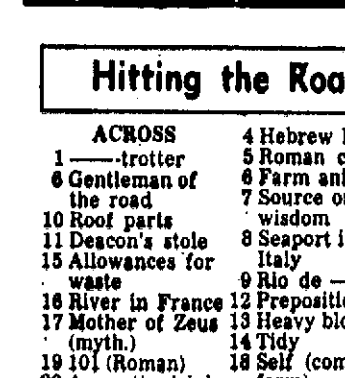 Hitting the Roa
ACROSS
1 ——-trotter
6 Gentleman of
the road
10 Roof parts
11 Deacon's stole
15 Allowances for
waste
16 River in France
17 Mother of Zeus
(myth.)
19 101 (Roman)
4 Hebrew
5 Roman c
6 Farm ani
7 Source o
wisdom
8 Seaport i
Italy
9 Rio de —
12 Prepositi
13 Heavy blo
14 Tidy
18 Self (com